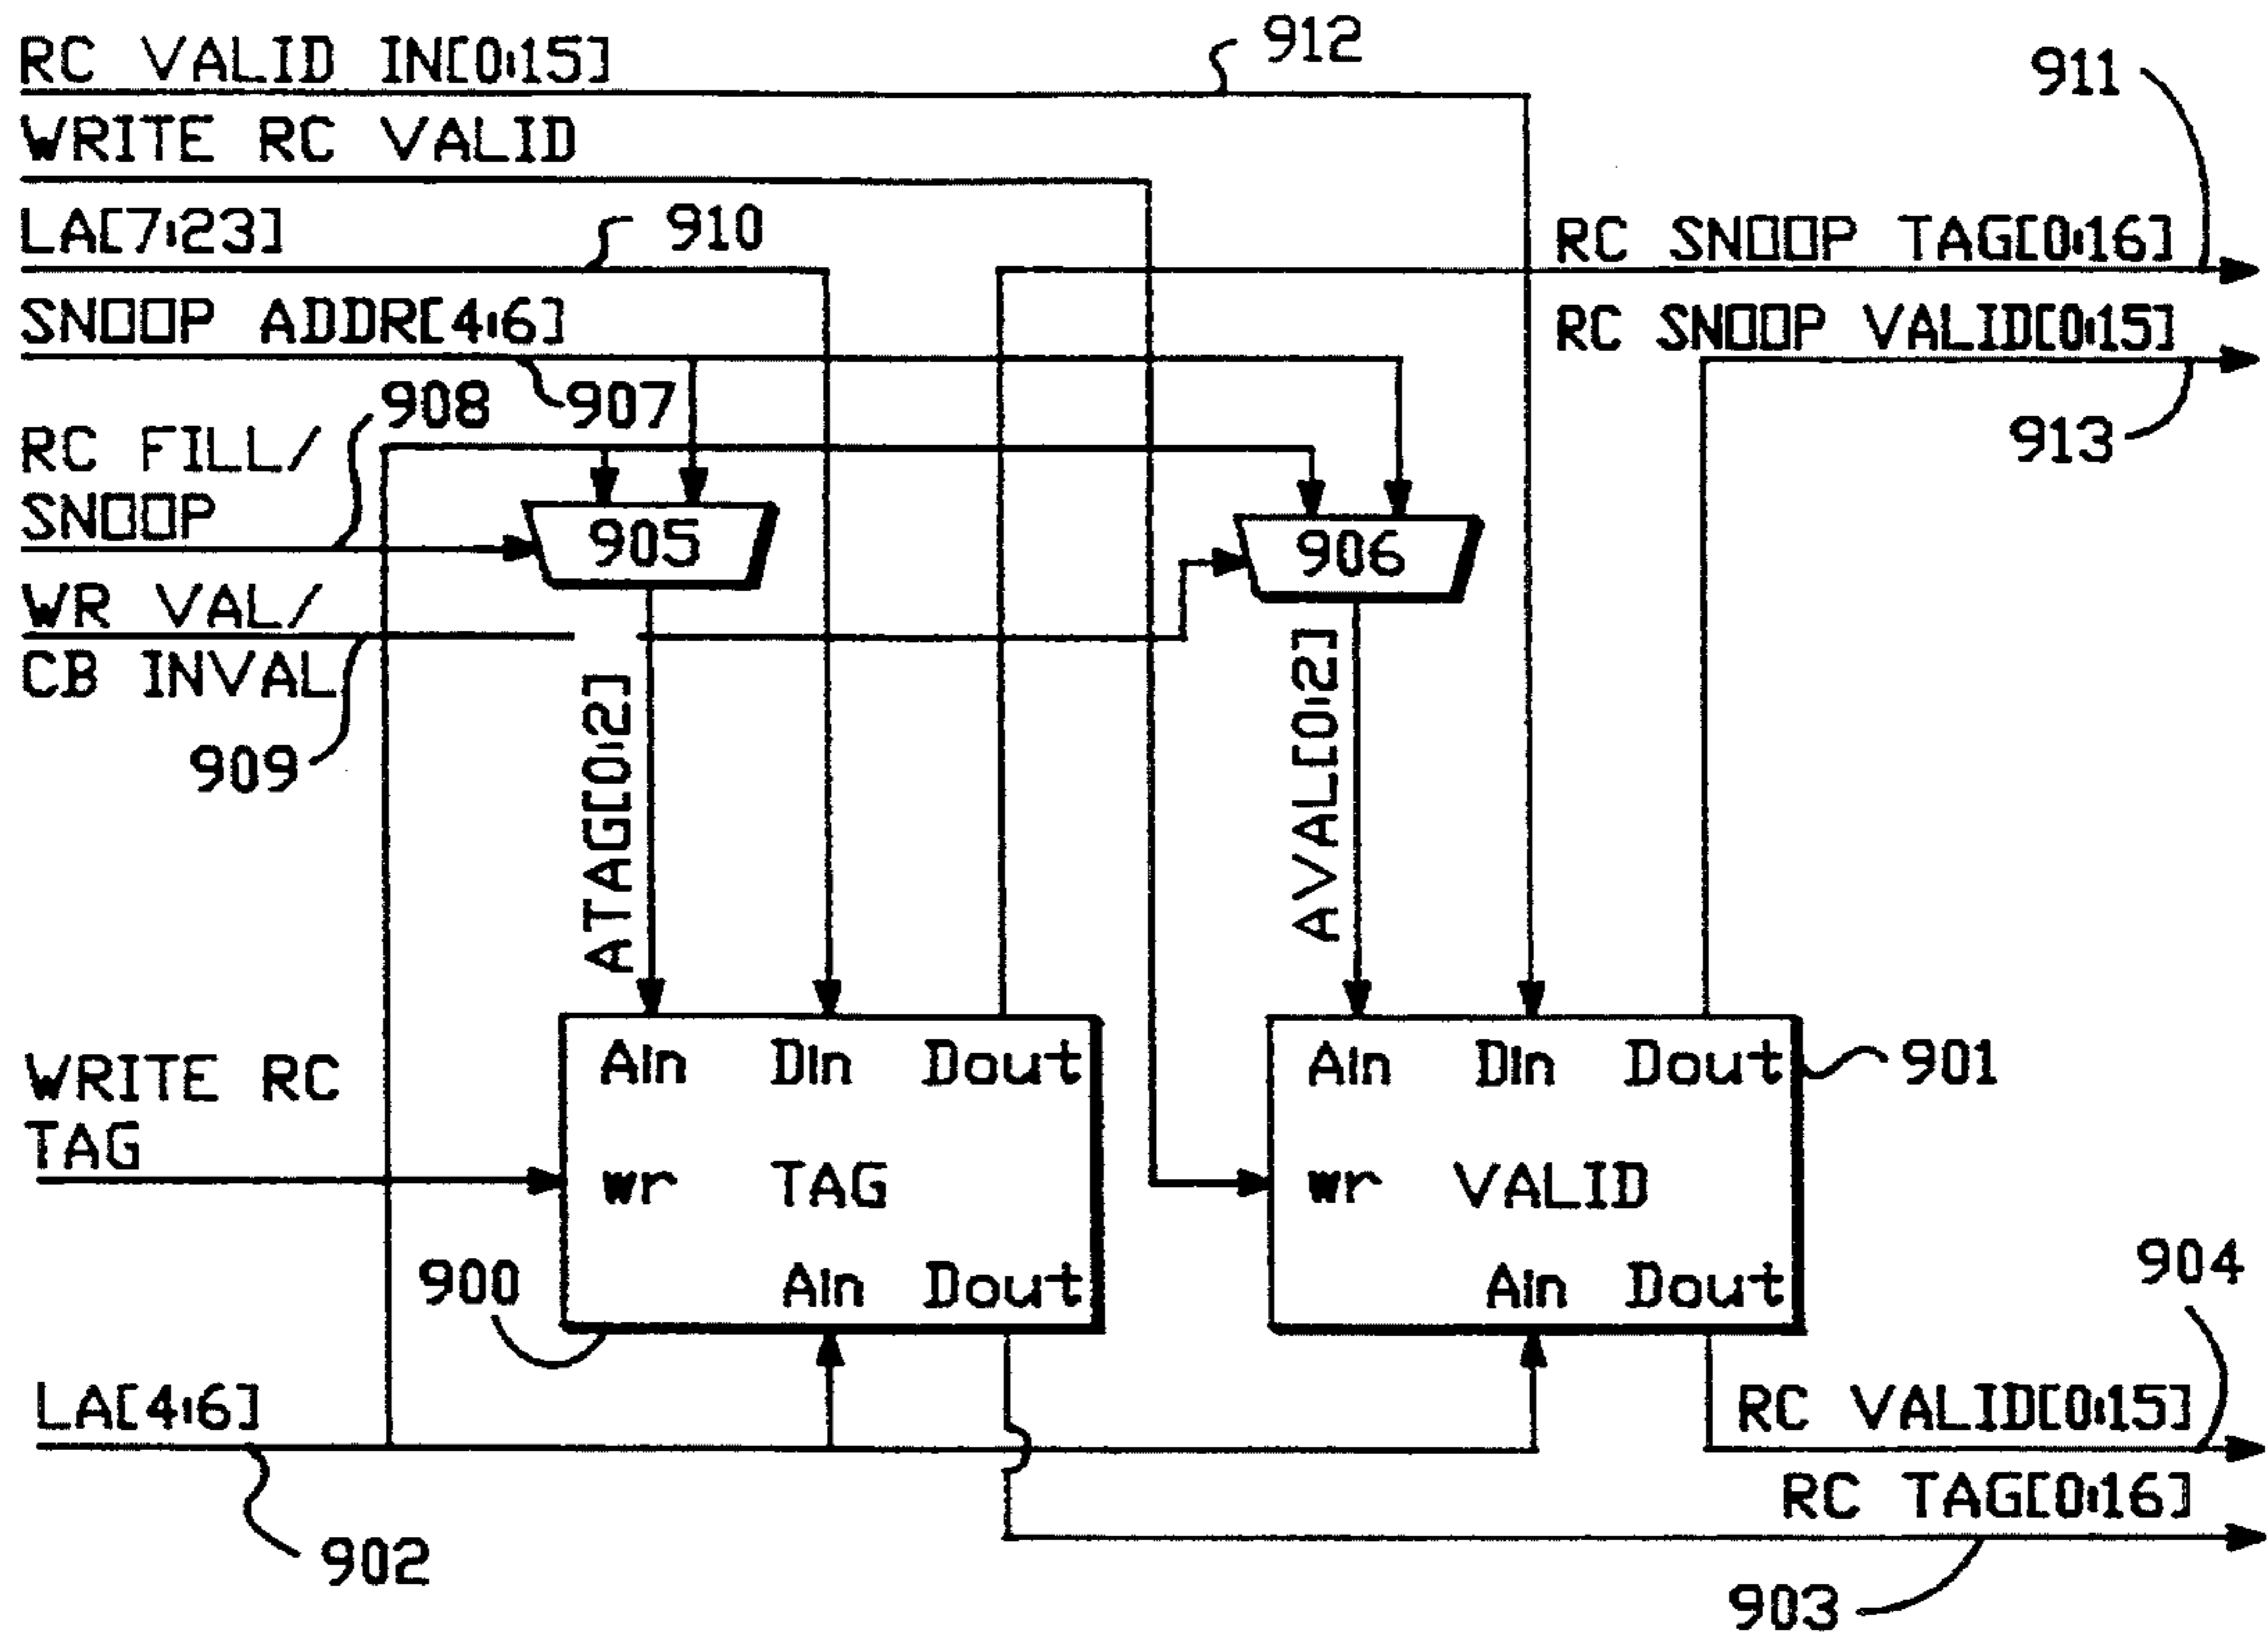 912
RC VALID IN[0:15]
911
WRITE RC VALID
LA[7:23]
910
RC SNOOP TAG[0:16]
SNOOP ADDR[4:6]
RC SNOOP VALID[0:15]
908
907
913
RC FILL/
SNOOP
905
906
WR VAL/
CB INVAL
909
ATAG[0:2]
AVAL[0:2]
Ain Din Dout
Ain Din Dout
901
WRITE RC
TAG
wr TAG
wr VALID
900
Ain Dout
Ain Dout
904
LA[4:6]
RC VALID[0:15]
RC TAG[0:16]
902
903